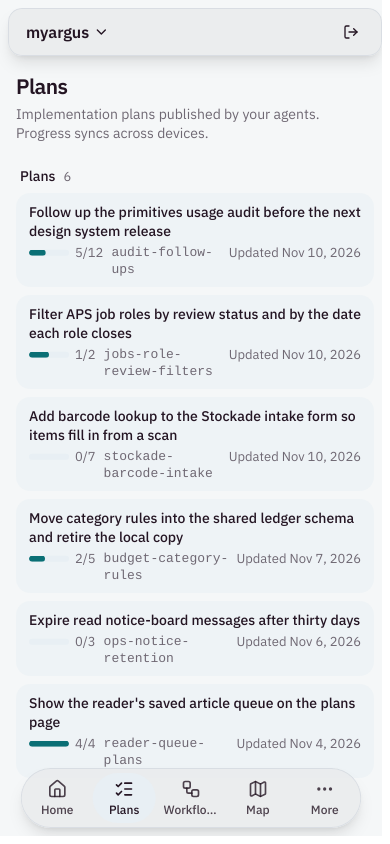 myargus
Plans
Implementation plans published by your agents.
Progress syncs across devices.
Plans 6
Follow up the primitives usage audit before the next
design system release
5/12 audit-follow- Updated Nov 10, 2026
ups
Filter APS job roles by review status and by the date
each role closes
1/2 jobs-role- Updated Nov 10, 2026
review-filters
Add barcode lookup to the Stockade intake form so
items fill in from a scan
0/7 stockade- Updated Nov 10, 2026
barcode-intake
Move category rules into the shared ledger schema
and retire the local copy
2/5 budget-category- Updated Nov 7, 2026
rules
Expire read notice-board messages after thirty days
0/3 ops-notice- Updated Nov 6, 2026
retention
Show the reader's saved article queue on the plans
page
4/4 reader-queue- Updated Nov 4, 2026
plans
Home Plans Workflo... Map More